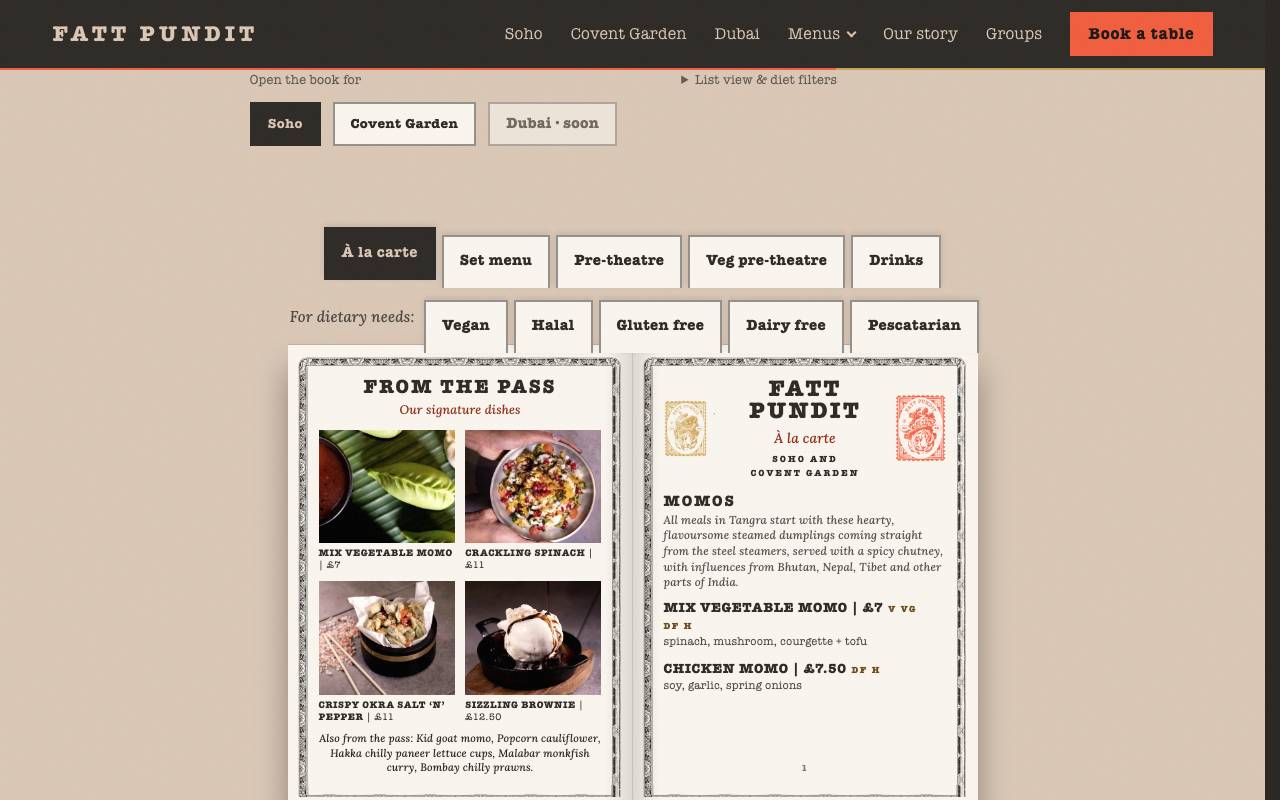 FATT PUNDIT
Soho
Covent Garden
Dubai
Menus
Our story
Groups
Book a table
Open the book for
List view & diet filters
Soho
Covent Garden
Dubai · soon
À la carte
Set menu
Pre-theatre
Veg pre-theatre
Drinks
For dietary needs:
Vegan
Halal
Gluten free
Dairy free
Pescatarian
FROM THE PASS
Our signature dishes
MIX VEGETABLE MOMO
| £7
CRACKLING SPINACH |
£11
CRISPY OKRA SALT ‘N’
PEPPER | £11
SIZZLING BROWNIE |
£12.50
Also from the pass: Kid goat momo, Popcorn cauliflower,
Hakka chilly paneer lettuce cups, Malabar monkfish
curry, Bombay chilly prawns.
FATT
PUNDIT
À la carte
SOHO AND
COVENT GARDEN
MOMOS
All meals in Tangra start with these hearty,
flavoursome steamed dumplings coming straight
from the steel steamers, served with a spicy chutney,
with influences from Bhutan, Nepal, Tibet and other
parts of India.
MIX VEGETABLE MOMO | £7 V VG
DF H
spinach, mushroom, courgette + tofu
CHICKEN MOMO | £7.50 DF H
soy, garlic, spring onions
1